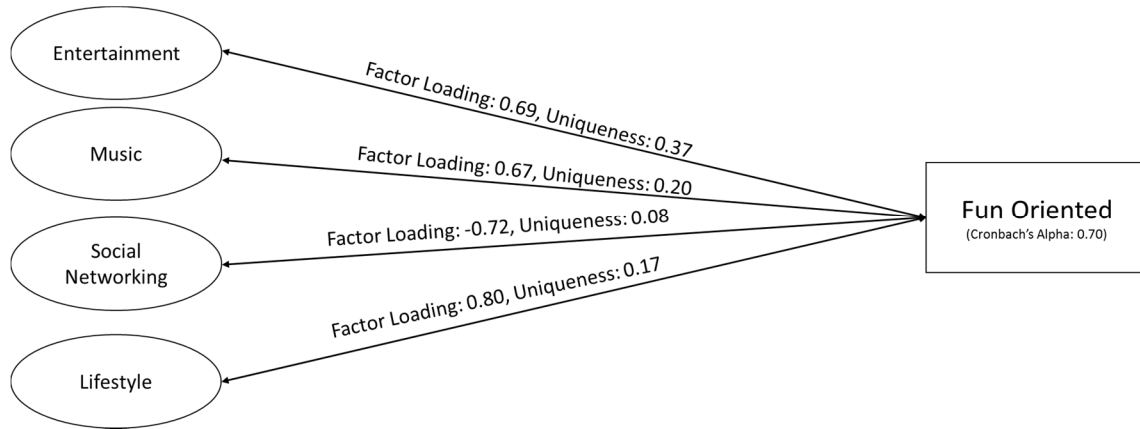 Entertainment
Factor Loading: 0.69, Uniqueness: 0.37
Music
Factor Loading: 0.67, Uniqueness: 0.20
Social
Networking
Factor Loading: -0.72, Uniqueness: 0.08
Lifestyle
Factor Loading: 0.80, Uniqueness: 0.17
Fun Oriented
(Cronbach's Alpha: 0.70)